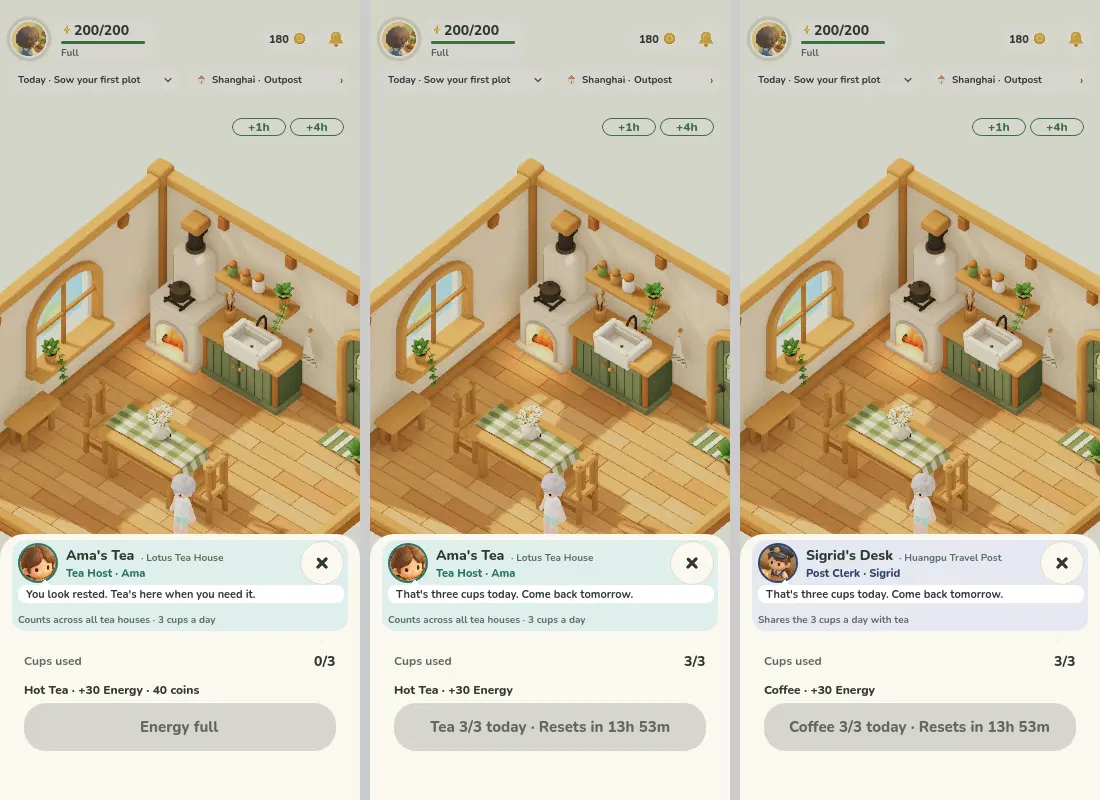 200/200
Full
180
Today · Sow your first plot
Shanghai · Outpost ›
+1h
+4h
Ama's Tea · Lotus Tea House
Tea Host · Ama
You look rested. Tea's here when you need it.
Counts across all tea houses · 3 cups a day
Cups used 0/3
Hot Tea · +30 Energy · 40 coins
Energy full
200/200
Full
180
Today · Sow your first plot
Shanghai · Outpost ›
+1h
+4h
Ama's Tea · Lotus Tea House
Tea Host · Ama
That's three cups today. Come back tomorrow.
Counts across all tea houses · 3 cups a day
Cups used 3/3
Hot Tea · +30 Energy
Tea 3/3 today · Resets in 13h 53m
200/200
Full
180
Today · Sow your first plot
Shanghai · Outpost ›
+1h
+4h
Sigrid's Desk · Huangpu Travel Post
Post Clerk · Sigrid
That's three cups today. Come back tomorrow.
Shares the 3 cups a day with tea
Cups used 3/3
Coffee · +30 Energy
Coffee 3/3 today · Resets in 13h 53m